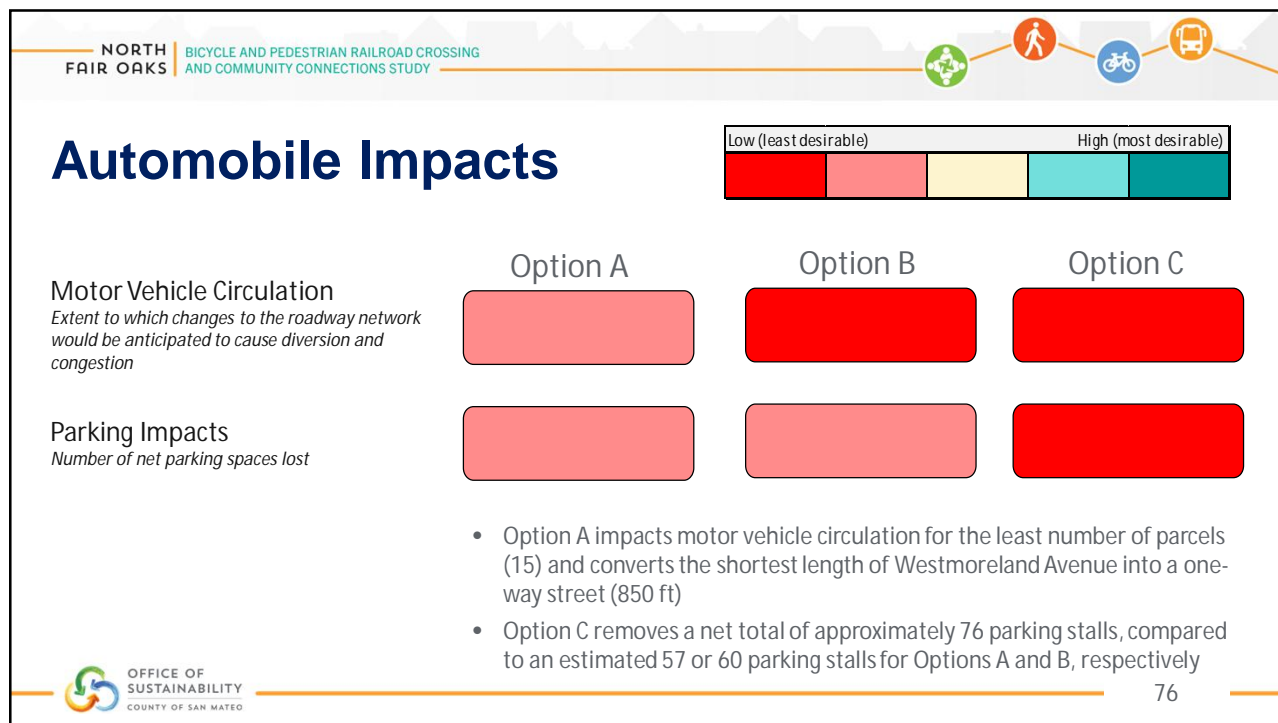 NORTH
FAIR OAKS
BICYCLE AND PEDESTRIAN RAILROAD CROSSING
AND COMMUNITY CONNECTIONS STUDY
Automobile Impacts
Low (least desirable) High (most desirable)
Option A Option B Option C
Motor Vehicle Circulation
Extent to which changes to the roadway network
would be anticipated to cause diversion and
congestion
Parking Impacts
Number of net parking spaces lost
• Option A impacts motor vehicle circulation for the least number of parcels
(15) and converts the shortest length of Westmoreland Avenue into a one-
way street (850 ft)
• Option C removes a net total of approximately 76 parking stalls, compared
to an estimated 57 or 60 parking stalls for Options A and B, respectively
OFFICE OF
SUSTAINABILITY
COUNTY OF SAN MATEO
76